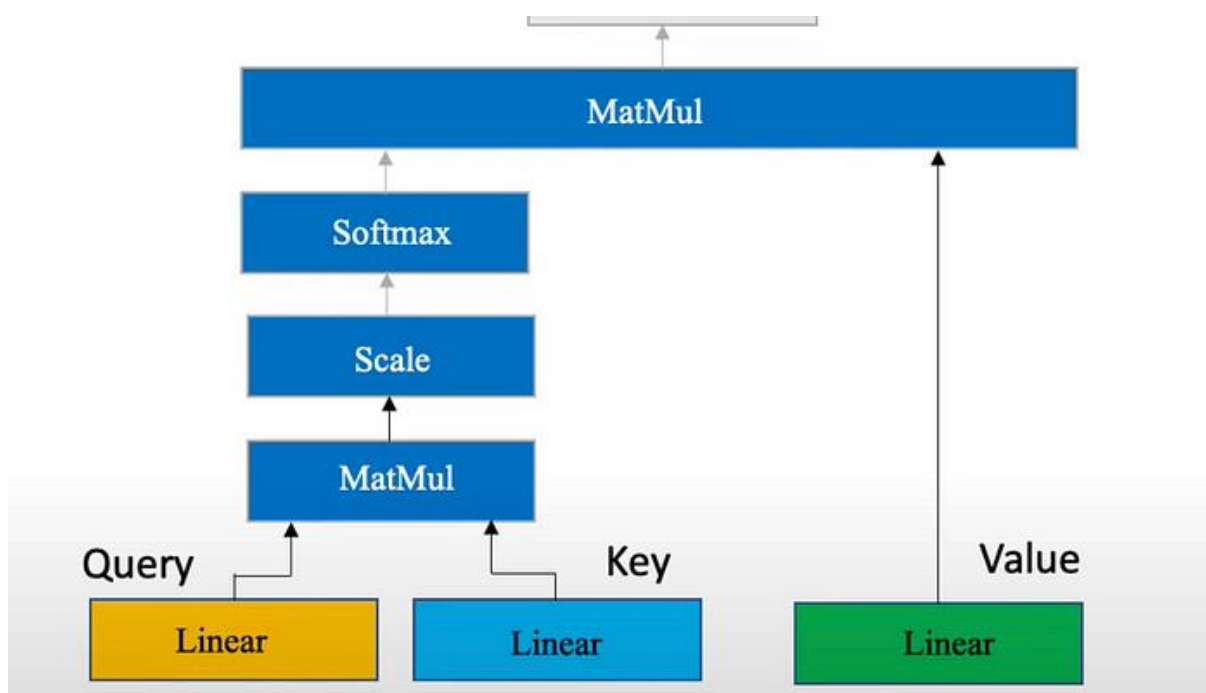 MatMul
Softmax
Scale
MatMul
Query
Key
Value
Linear
Linear
Linear